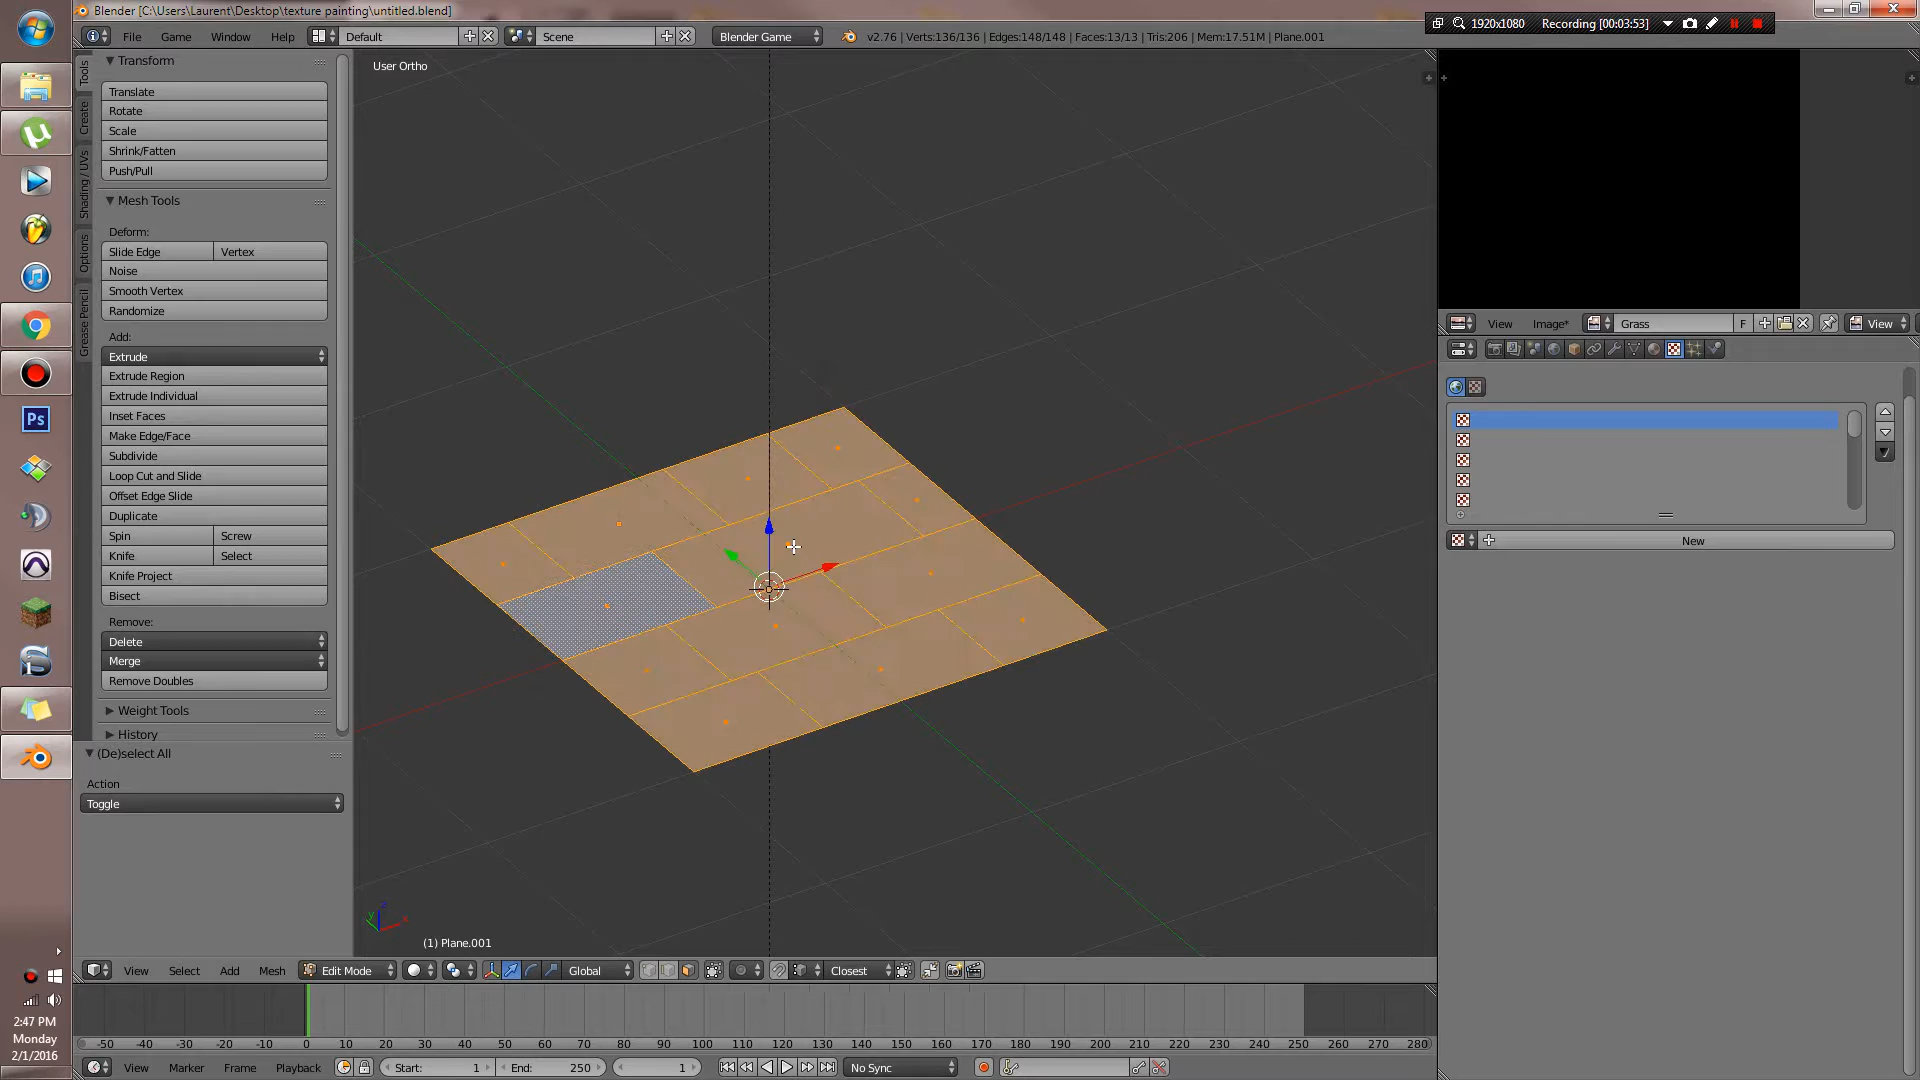 Blender [C:\Users\Laurent\Desktop\texture painting\untitled.blend]
1920x1080 Recording [00:03:53]
File Game Window Help Default Scene Blender Game v2.76 | Verts:136/136 | Edges:148/148 | Faces:13/13 | Tris:206 | Mem:17.51M | Plane.001
Tools
Create
Shading / UVs
Options
Grease Pencil
Transform
Translate
Rotate
Scale
Shrink/Fatten
Push/Pull
Mesh Tools
Deform:
Slide Edge Vertex
Noise
Smooth Vertex
Randomize
Add:
Extrude
Extrude Region
Extrude Individual
Inset Faces
Make Edge/Face
Subdivide
Loop Cut and Slide
Offset Edge Slide
Duplicate
Spin Screw
Knife Select
Knife Project
Bisect
Remove:
Delete
Merge
Remove Doubles
Weight Tools
History
(De)select All
Action
Toggle
User Ortho
(1) Plane.001
View Image* Grass F View
New
Ps
View Select Add Mesh Edit Mode Global Closest
-50 -40 -30 -20 -10 0 10 20 30 40 50 60 70 80 90 100 110 120 130 140 150 160 170 180 190 200 210 220 230 240 250 260 270 280
View Marker Frame Playback Start: 1 End: 250 1 No Sync
2:47 PM
Monday
2/1/2016